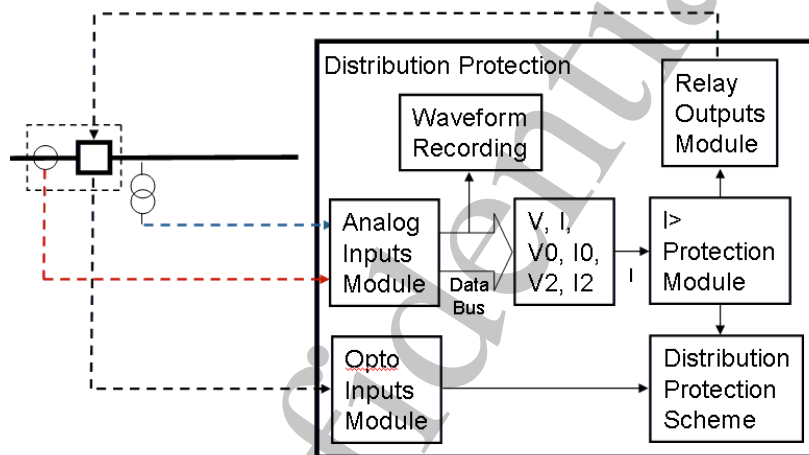 Distribution Protection
Waveform
Recording
Relay
Outputs
Module
Analog
Inputs
Module
Data
Bus
V, I,
V0, I0,
V2, I2
I
I>
Protection
Module
Opto
Inputs
Module
Distribution
Protection
Scheme
nfidential